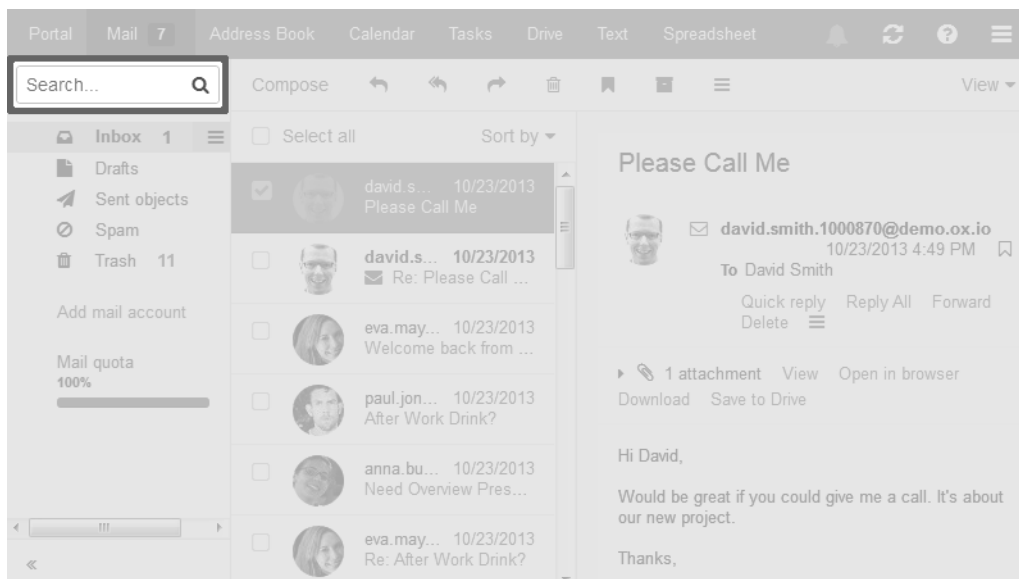 Portal Mail 7 Address Book Calendar Tasks Drive Text Spreadsheet
Search...
Compose
View
Inbox 1
Drafts
Sent objects
Spam
Trash 11
Add mail account
Mail quota
100%
Select all Sort by
david.s... 10/23/2013
Please Call Me
david.s... 10/23/2013
Re: Please Call ...
eva.may... 10/23/2013
Welcome back from ...
paul.jon... 10/23/2013
After Work Drink?
anna.bu... 10/23/2013
Need Overview Pres...
eva.may... 10/23/2013
Re: After Work Drink?
Please Call Me
david.smith.1000870@demo.ox.io
10/23/2013 4:49 PM
To David Smith
Quick reply Reply All Forward
Delete
1 attachment View Open in browser
Download Save to Drive
Hi David,
Would be great if you could give me a call. It's about
our new project.
Thanks,